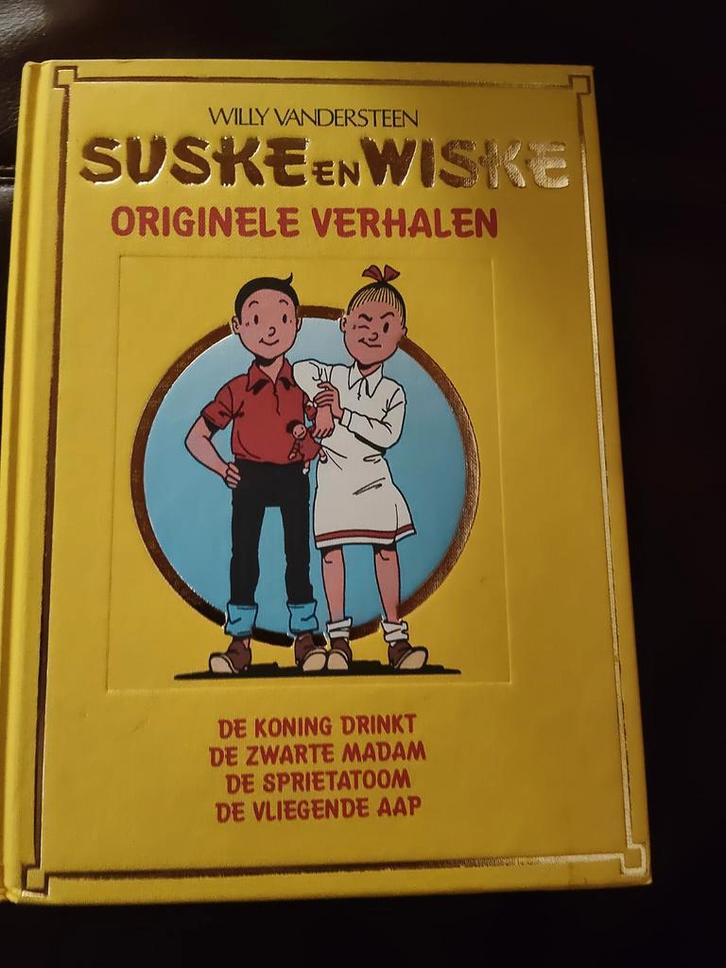 WILLY VANDERSTEEN
SUSKE EN WISKE
ORIGINELE VERHALEN
DE KONING DRINKT
DE ZWARTE MADAM
DE SPRIETATOOM
DE VLIEGENDE AAP